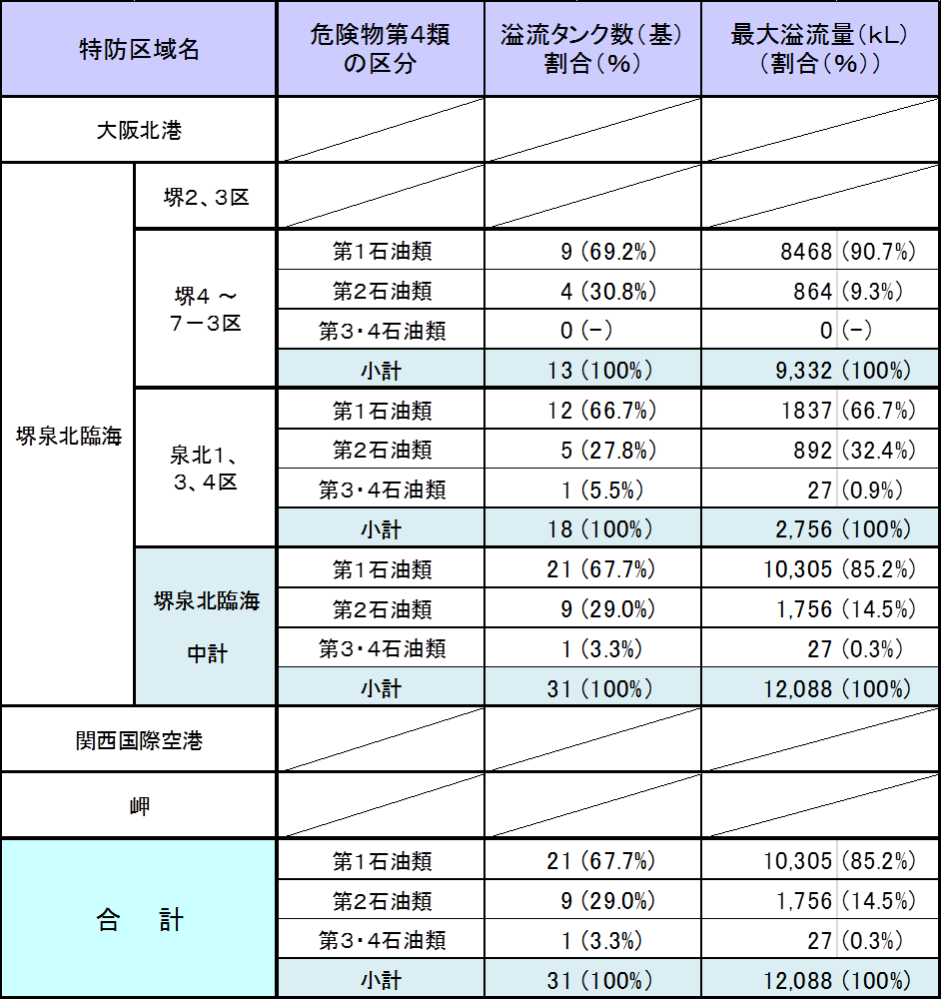 特防区域名 危険物第4類の区分 溢流タンク数（基）割合（％） 最大溢流量（ｋＬ）（割合（％））
大阪北港
堺泉北臨海
堺２、３区
堺４～７－３区
第１石油類 9 (69.2%) 8468 (90.7%)
第２石油類 4 (30.8%) 864 (9.3%)
第３・４石油類 0 (-) 0 (-)
小計 13 (100%) 9,332 (100%)
泉北１、３、４区
第１石油類 12 (66.7%) 1837 (66.7%)
第２石油類 5 (27.8%) 892 (32.4%)
第３・４石油類 1 (5.5%) 27 (0.9%)
小計 18 (100%) 2,756 (100%)
堺泉北臨海
中計
第１石油類 21 (67.7%) 10,305 (85.2%)
第２石油類 9 (29.0%) 1,756 (14.5%)
第３・４石油類 1 (3.3%) 27 (0.3%)
小計 31 (100%) 12,088 (100%)
関西国際空港
岬
合 計
第１石油類 21 (67.7%) 10,305 (85.2%)
第２石油類 9 (29.0%) 1,756 (14.5%)
第３・４石油類 1 (3.3%) 27 (0.3%)
小計 31 (100%) 12,088 (100%)